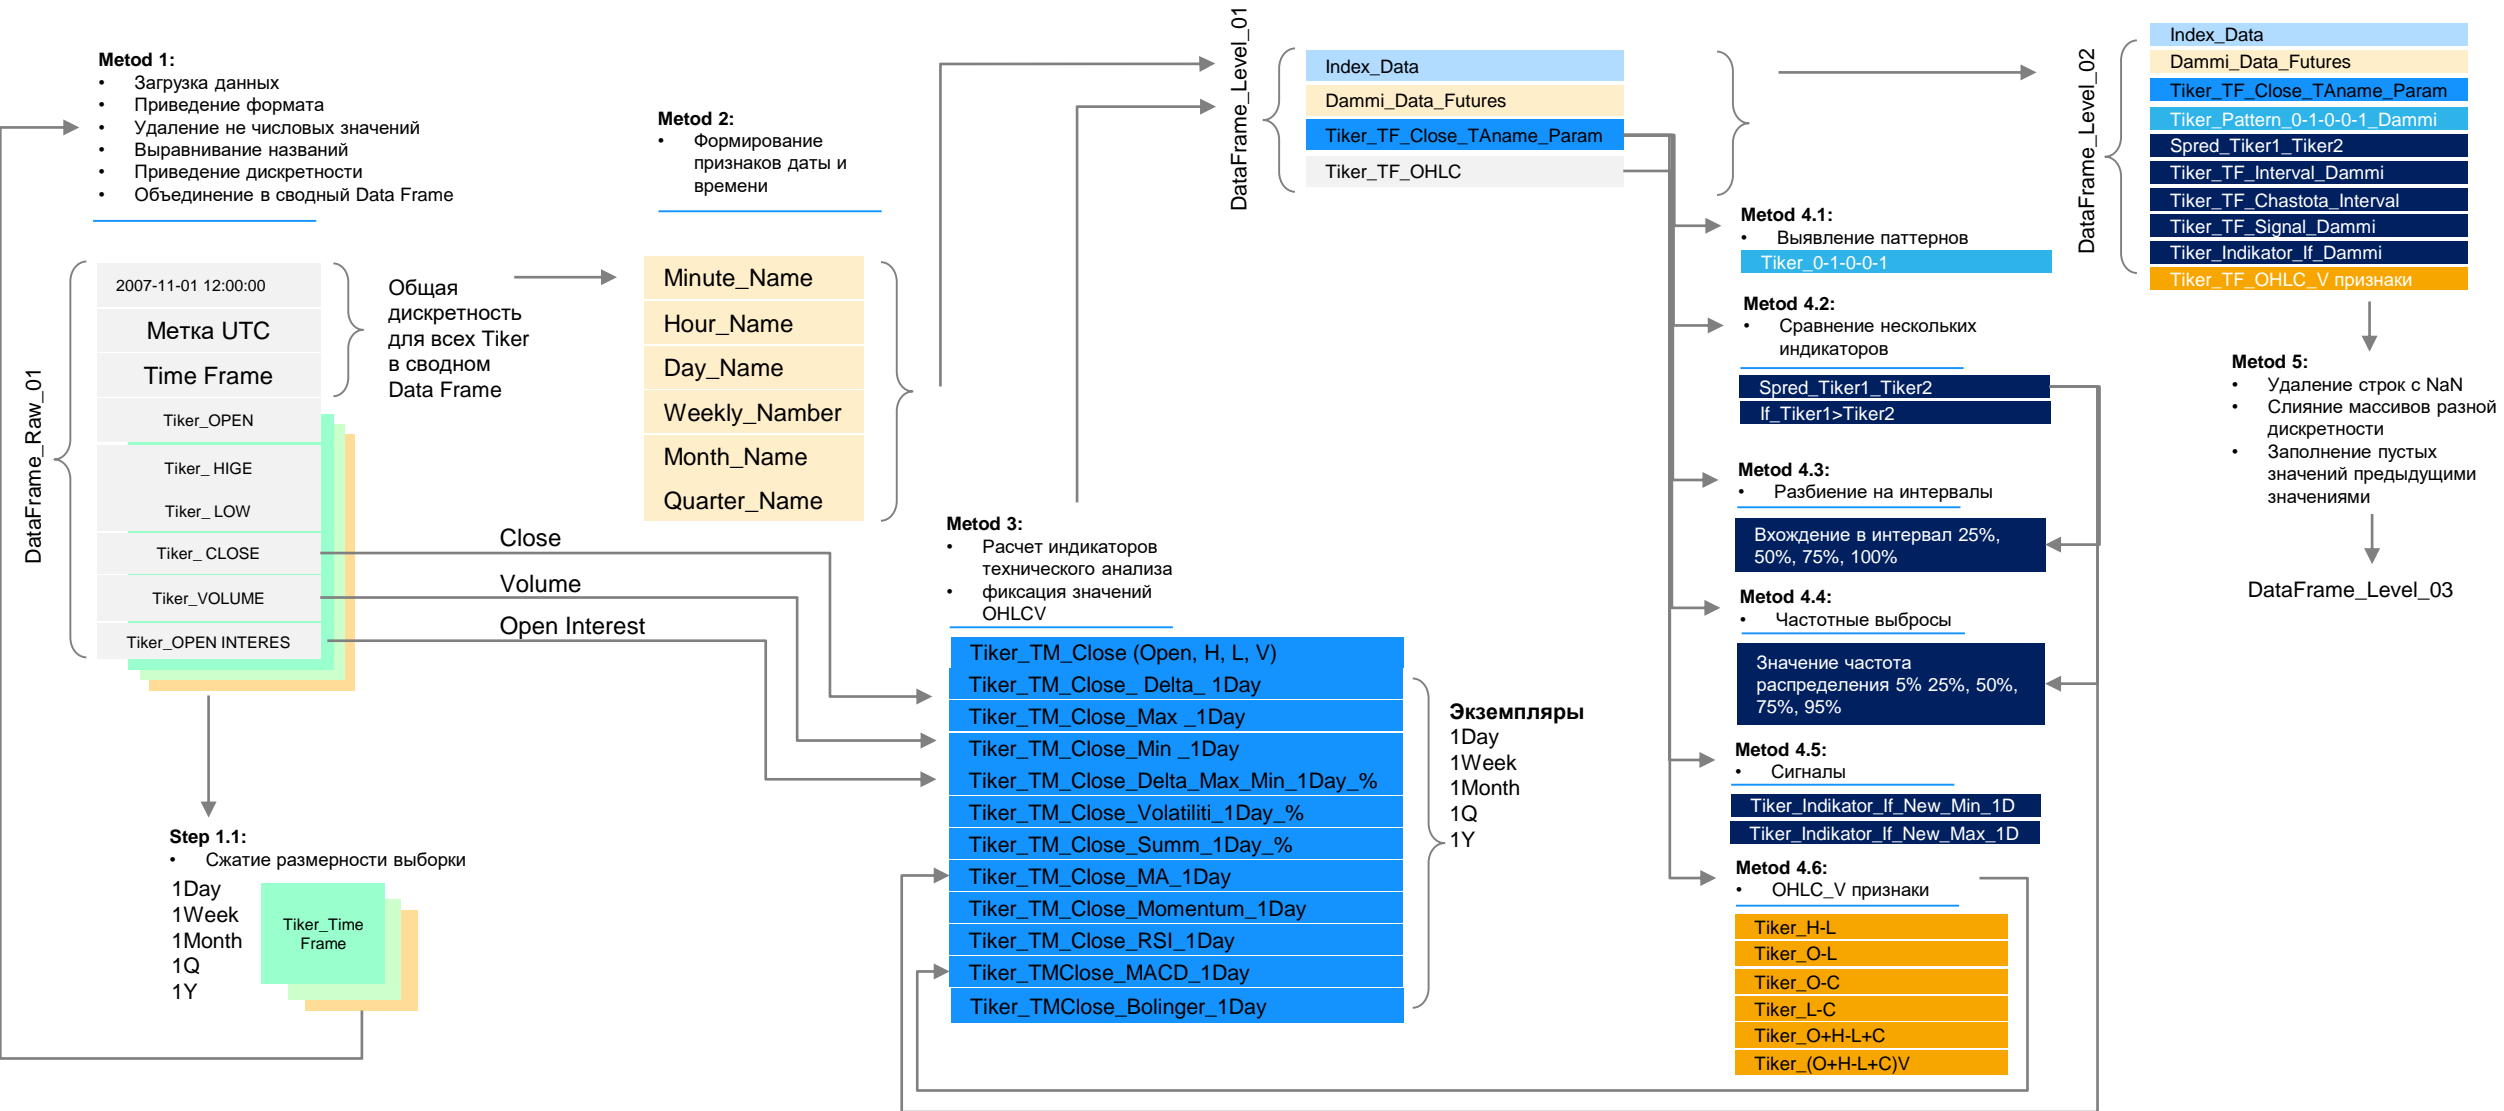 Metod 1:
• Загрузка данных
• Приведение формата
• Удаление не числовых значений
• Выравнивание названий
• Приведение дискретности
• Объединение в сводный Data Frame
DataFrame_Raw_01
2007-11-01 12:00:00
Метка UTC
Time Frame
Tiker_OPEN
Tiker_ HIGE
Tiker_ LOW
Tiker_ CLOSE
Tiker_VOLUME
Tiker_OPEN INTERES
Общая
дискретность
для всех Tiker
в сводном
Data Frame
Step 1.1:
• Сжатие размерности выборки
1Day
1Week
1Month
1Q
1Y
Tiker_Time
Frame
Metod 2:
• Формирование
признаков даты и
времени
Minute_Name
Hour_Name
Day_Name
Weekly_Namber
Month_Name
Quarter_Name
Close
Volume
Open Interest
Metod 3:
• Расчет индикаторов
технического анализа
• фиксация значений
OHLCV
Tiker_TM_Close (Open, H, L, V)
Tiker_TM_Close_ Delta_ 1Day
Tiker_TM_Close_Max _1Day
Tiker_TM_Close_Min _1Day
Tiker_TM_Close_Delta_Max_Min_1Day_%
Tiker_TM_Close_Volatiliti_1Day_%
Tiker_TM_Close_Summ_1Day_%
Tiker_TM_Close_MA_1Day
Tiker_TM_Close_Momentum_1Day
Tiker_TM_Close_RSI_1Day
Tiker_TMClose_MACD_1Day
Tiker_TMClose_Bolinger_1Day
Экземпляры
1Day
1Week
1Month
1Q
1Y
DataFrame_Level_01
Index_Data
Dammi_Data_Futures
Tiker_TF_Close_TAname_Param
Tiker_TF_OHLC
Metod 4.1:
• Выявление паттернов
Tiker_0-1-0-0-1
Metod 4.2:
• Сравнение нескольких
индикаторов
Spred_Tiker1_Tiker2
If_Tiker1>Tiker2
Metod 4.3:
• Разбиение на интервалы
Вхождение в интервал 25%,
50%, 75%, 100%
Metod 4.4:
• Частотные выбросы
Значение частота
распределения 5% 25%, 50%,
75%, 95%
Metod 4.5:
• Сигналы
Tiker_Indikator_If_New_Min_1D
Tiker_Indikator_If_New_Max_1D
Metod 4.6:
• OHLC_V признаки
Tiker_H-L
Tiker_O-L
Tiker_O-C
Tiker_L-C
Tiker_O+H-L+C
Tiker_(O+H-L+C)V
DataFrame_Level_02
Index_Data
Dammi_Data_Futures
Tiker_TF_Close_TAname_Param
Tiker_Pattern_0-1-0-0-1_Dammi
Spred_Tiker1_Tiker2
Tiker_TF_Interval_Dammi
Tiker_TF_Chastota_Interval
Tiker_TF_Signal_Dammi
Tiker_Indikator_If_Dammi
Tiker_TF_OHLC_V признаки
Metod 5:
• Удаление строк с NaN
• Слияние массивов разной
дискретности
• Заполнение пустых
значений предыдущими
значениями
DataFrame_Level_03